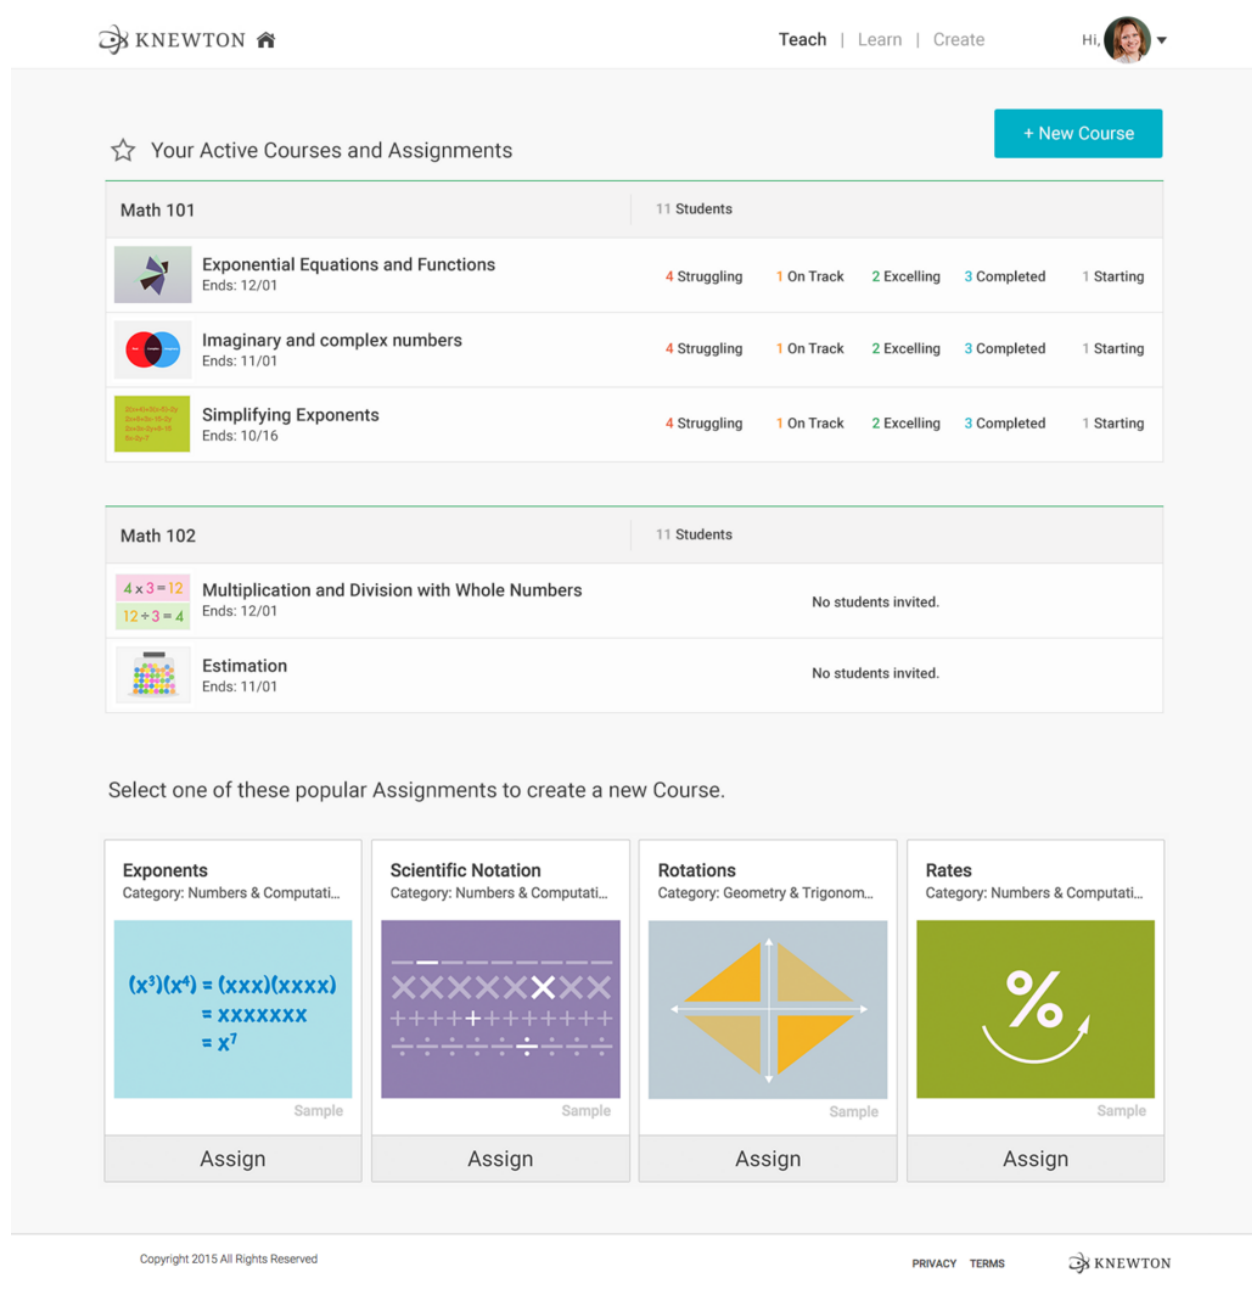 KNEWTON
Teach | Learn | Create
Hi,
+ New Course
Your Active Courses and Assignments
Math 101
11 Students
Exponential Equations and Functions
Ends: 12/01
4 Struggling
1 On Track
2 Excelling
3 Completed
1 Starting
Imaginary and complex numbers
Ends: 11/01
4 Struggling
1 On Track
2 Excelling
3 Completed
1 Starting
Simplifying Exponents
Ends: 10/16
4 Struggling
1 On Track
2 Excelling
3 Completed
1 Starting
Math 102
11 Students
4 x 3 = 12
12 ÷ 3 = 4
Multiplication and Division with Whole Numbers
Ends: 12/01
No students invited.
Estimation
Ends: 11/01
No students invited.
Select one of these popular Assignments to create a new Course.
Exponents
Category: Numbers & Computati...
(x³)(x⁴) = (xxx)(xxxx)
= xxxxxxx
= x⁷
Sample
Assign
Scientific Notation
Category: Numbers & Computati...
Sample
Assign
Rotations
Category: Geometry & Trigonom...
Sample
Assign
Rates
Category: Numbers & Computati...
%
Sample
Assign
Copyright 2015 All Rights Reserved
PRIVACY TERMS
KNEWTON